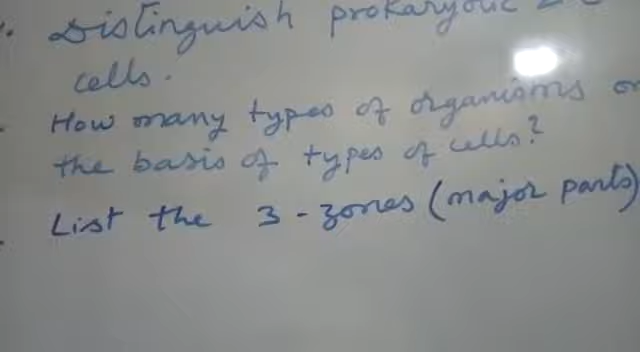 Distinguish prokaryotic
cells.
How many types of organisms on
the basis of types of cells?
List the 3-zones (major parts)